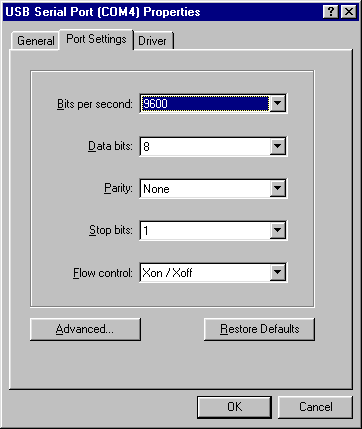 USB Serial Port (COM4) Properties
General Port Settings Driver
Bits per second: 9600
Data bits: 8
Parity: None
Stop bits: 1
Flow control: Xon / Xoff
Advanced... Restore Defaults
OK Cancel